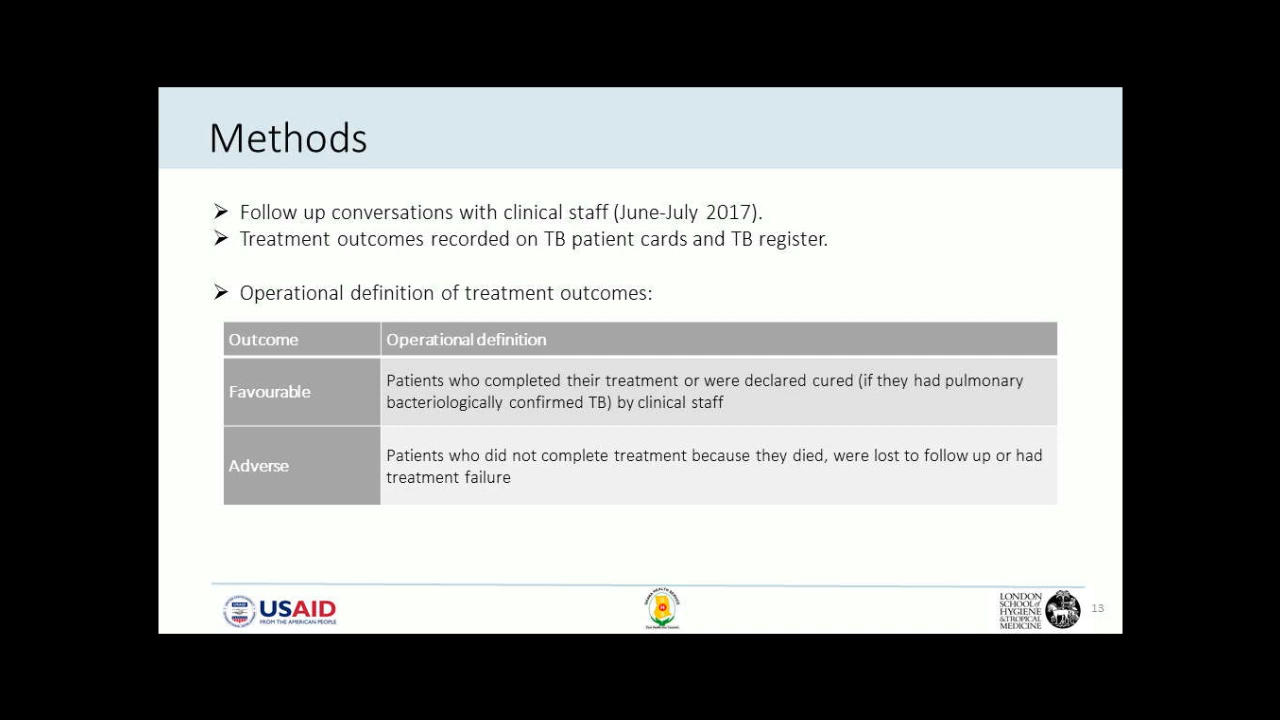 Methods
➢ Follow up conversations with clinical staff (June-July 2017).
➢ Treatment outcomes recorded on TB patient cards and TB register.
➢ Operational definition of treatment outcomes:
Outcome Operational definition
Favourable
Patients who completed their treatment or were declared cured (if they had pulmonary
bacteriologically confirmed TB) by clinical staff
Adverse
Patients who did not complete treatment because they died, were lost to follow up or had
treatment failure
USAID
FROM THE AMERICAN PEOPLE
GHANA HEALTH SERVICE
LONDON
SCHOOL of
HYGIENE
& TROPICAL
MEDICINE
13